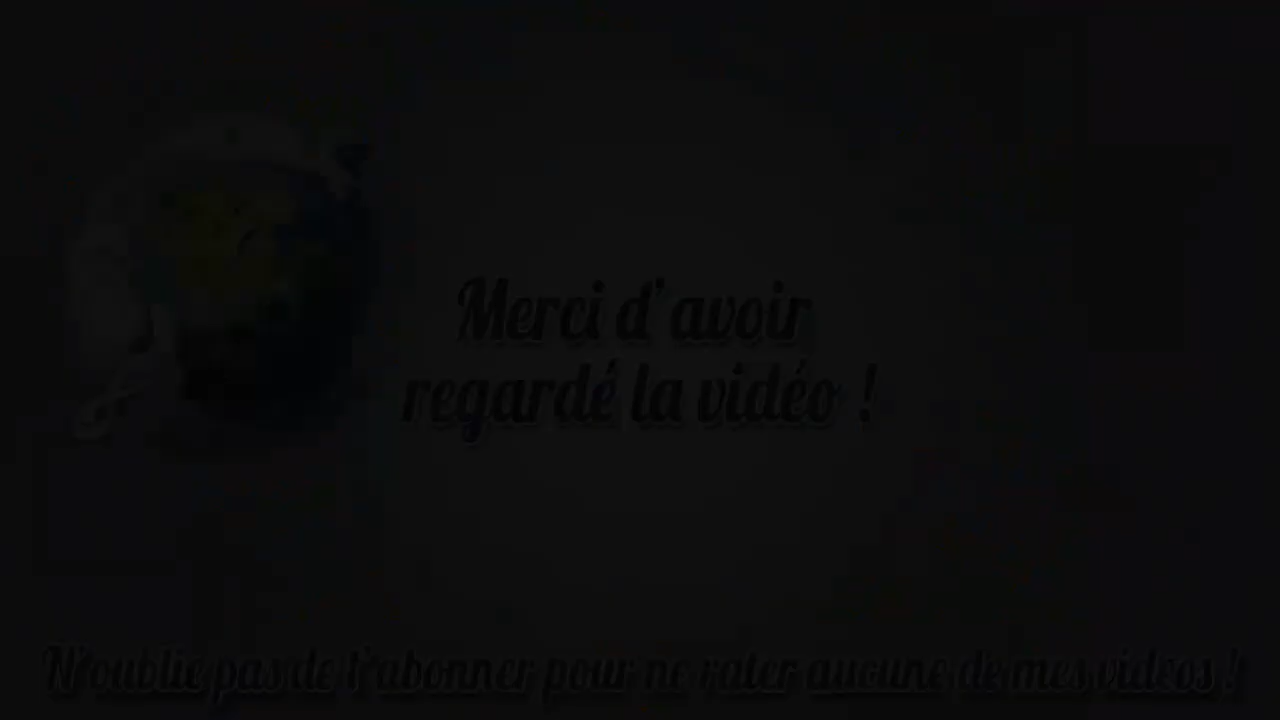 Merci d'avoir
regardé la vidéo !
N'oublie pas de t'abonner pour ne rater aucune de mes vidéos !